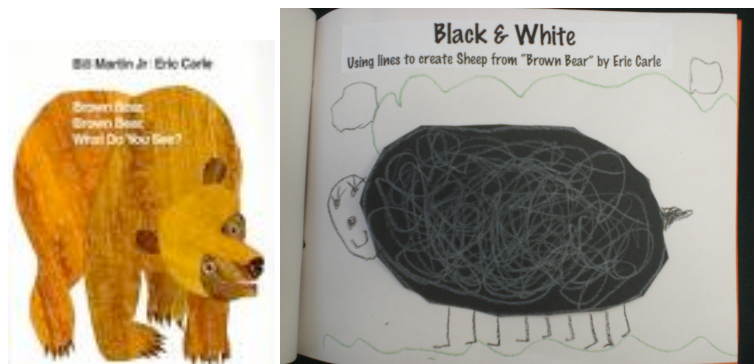 Bill Martin Jr / Eric Carle
Brown Bear,
Brown Bear,
What Do You See?
Black & White
Using lines to create Sheep from "Brown Bear" by Eric Carle